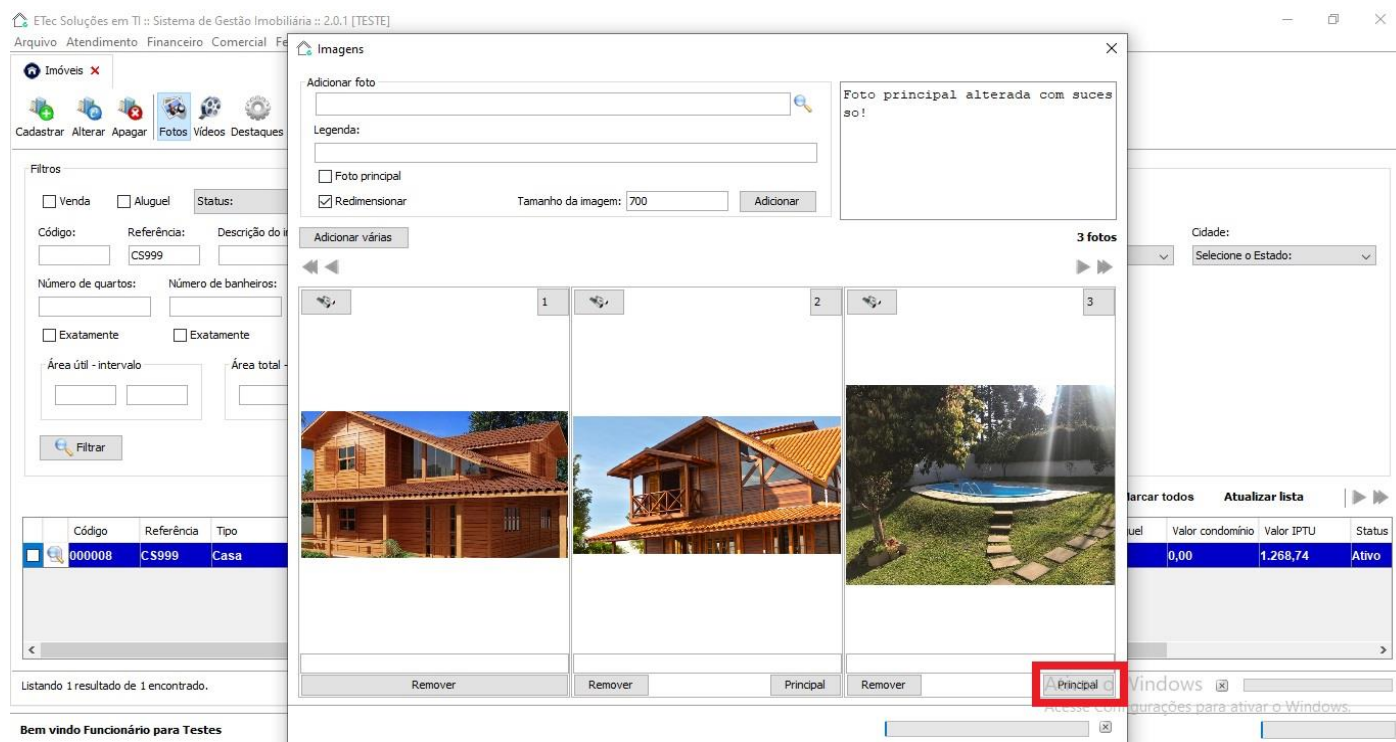 ETec Soluções em TI :: Sistema de Gestão Imobiliária :: 2.0.1 [TESTE]
Arquivo Atendimento Financeiro Comercial Fe
Imóveis
Cadastrar Alterar Apagar Fotos Vídeos Destaques
Filtros
Venda Aluguel Status:
Código: Referência: Descrição do i
CS999
Número de quartos: Número de banheiros:
Exatamente Exatamente
Área útil - intervalo Área total -
Filtrar
Imagens
Adicionar foto
Legenda:
Foto principal
Redimensionar Tamanho da imagem: 700 Adicionar
Foto principal alterada com suces
so!
Adicionar várias 3 fotos
1 2 3
Remover Remover Principal Remover Principal
Cidade:
Selecione o Estado:
arcar todos Atualizar lista
Código Referência Tipo uel Valor condomínio Valor IPTU Status
000008 CS999 Casa 0,00 1.268,74 Ativo
Listando 1 resultado de 1 encontrado.
Windows
Acesse Configurações para ativar o Windows.
Bem vindo Funcionário para Testes